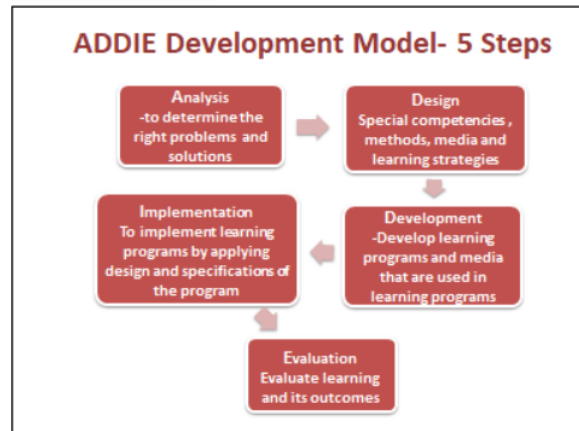 ADDIE Development Model- 5 Steps
Analysis
-to determine the
right problems and
solutions
Design
Special competencies ,
methods, media and
learning strategies
Development
-Develop learning
programs and media
that are used in
learning programs
Implementation
To implement learning
programs by applying
design and specifications of
the program
Evaluation
Evaluate learning
and its outcomes